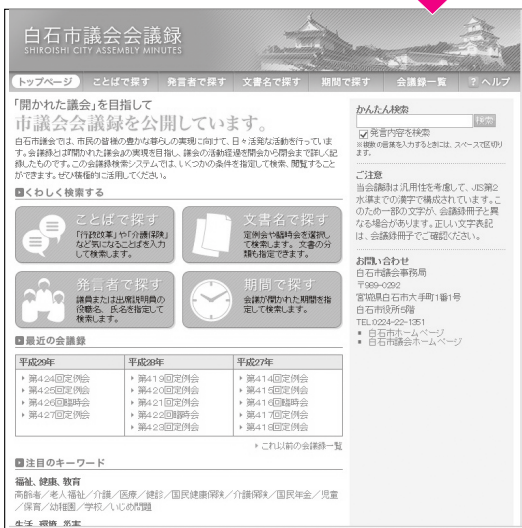 白石市議会会議録
SHIROISHI CITY ASSEMBLY MINUTES
トップページ ことばで探す 発言者で探す 文書名で探す 期間で探す 会議録一覧 ? ヘルプ
「開かれた議会」を目指して
市議会会議録を公開しています。
白石市議会では、市民の皆様の豊かな暮らしの実現に向けて、日々活発な活動を行っていま
す。会議録とは「開かれた議会」の実現を目指し、議会の活動経過を開会から閉会まで詳しく記
録したものです。この会議録検索システムでは、いくつかの条件を指定して検索、閲覧すること
ができます。ぜひ積極的に活用してください。
くわしく検索する
ことばで探す
「行政改革」や「介護保険」
など気になることばを入力
して検索します。
文書名で探す
定例会や臨時会を選択し
て検索します。文書の分
類も指定できます。
発言者で探す
議員または出席説明員の
役職名、氏名を指定して
検索します。
期間で探す
会議が開かれた期間を指
定して検索します。
最近の会議録
平成29年 平成28年 平成27年
第424回定例会 第419回定例会 第414回定例会
第425回定例会 第420回定例会 第415回定例会
第426回臨時会 第421回定例会 第416回臨時会
第427回定例会 第422回臨時会 第417回定例会
第423回定例会 第418回定例会
これ以前の会議録一覧
注目のキーワード
福祉、健康、教育
高齢者／老人福祉／介護／医療／健診／国民健康保険／介護保険／国民年金／児童
／保育／幼稚園／学校／いじめ問題
生活、環境、災害
かんたん検索
検索
発言内容を検索
※複数の言葉を入力するときには、スペースで区切り
ます。
ご注意
当会議録は汎用性を考慮して、JIS第2
水準までの漢字で構成されています。こ
のため一部の文字が、会議録冊子と異
なる場合があります。正しい文字表記
は、会議録冊子でご確認ください。
お問い合わせ
白石市議会事務局
〒989-0292
宮城県白石市大手町1番1号
白石市役所5階
TEL.0224-22-1351
白石市ホームページ
白石市議会ホームページ